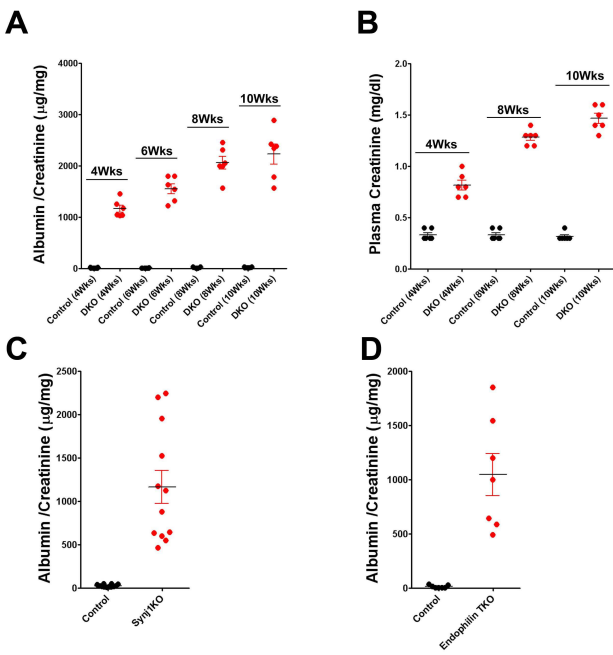 A
Albumin /Creatinine (µg/mg)
4000
3000
2000
1000
0
4Wks
6Wks
8Wks
10Wks
Control (4Wks)
DKO (4Wks)
Control (6Wks)
DKO (6Wks)
Control (8Wks)
DKO (8Wks)
Control (10Wks)
DKO (10Wks)
B
Plasma Creatinine (mg/dl)
2.0
1.5
1.0
0.5
0.0
4Wks
8Wks
10Wks
Control (4Wks)
DKO (4Wks)
Control (8Wks)
DKO (8Wks)
Control (10Wks)
DKO (10Wks)
C
Albumin /Creatinine (µg/mg)
2500
2000
1500
1000
500
0
Control
Synj1KO
D
Albumin /Creatinine (µg/mg)
2000
1500
1000
500
0
Control
Endophilin TKO